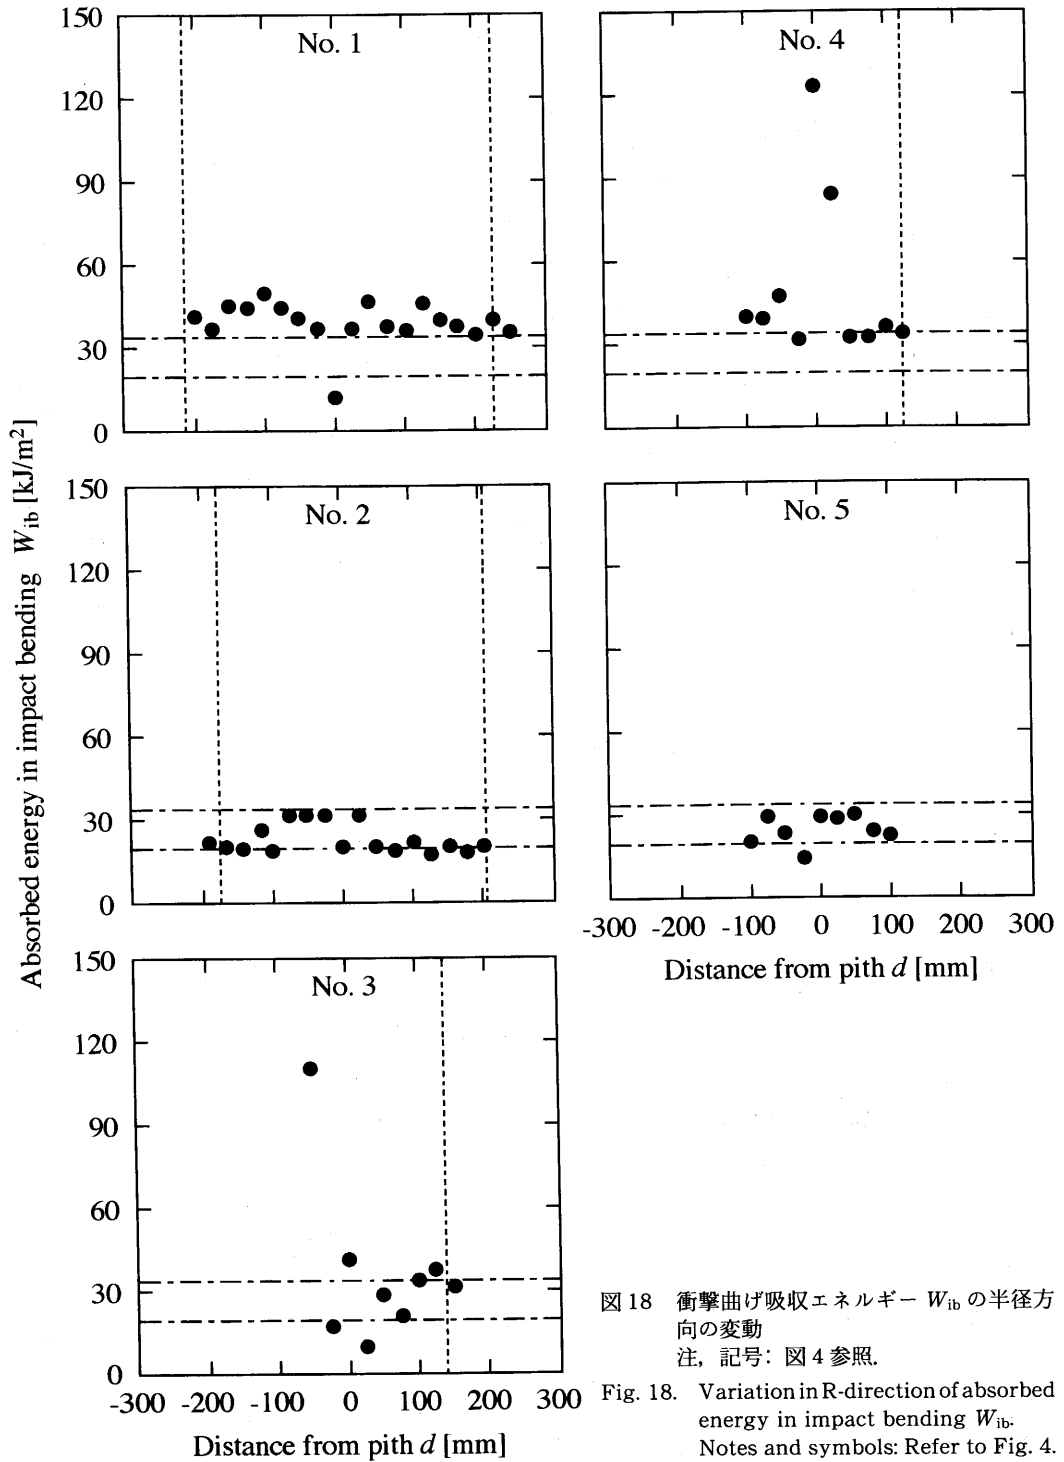 Absorbed energy in impact bending Wib [kJ/m2]
150
120
90
60
30
0
No. 1
No. 4
150
120
90
60
30
0
No. 2
No. 5
-300 -200 -100 0 100 200 300
Distance from pith d [mm]
150
120
90
60
30
0
No. 3
-300 -200 -100 0 100 200 300
Distance from pith d [mm]
図18 衝撃曲げ吸収エネルギー Wib の半径方
向の変動
注, 記号: 図4参照.
Fig. 18. Variation in R-direction of absorbed
energy in impact bending Wib.
Notes and symbols: Refer to Fig. 4.